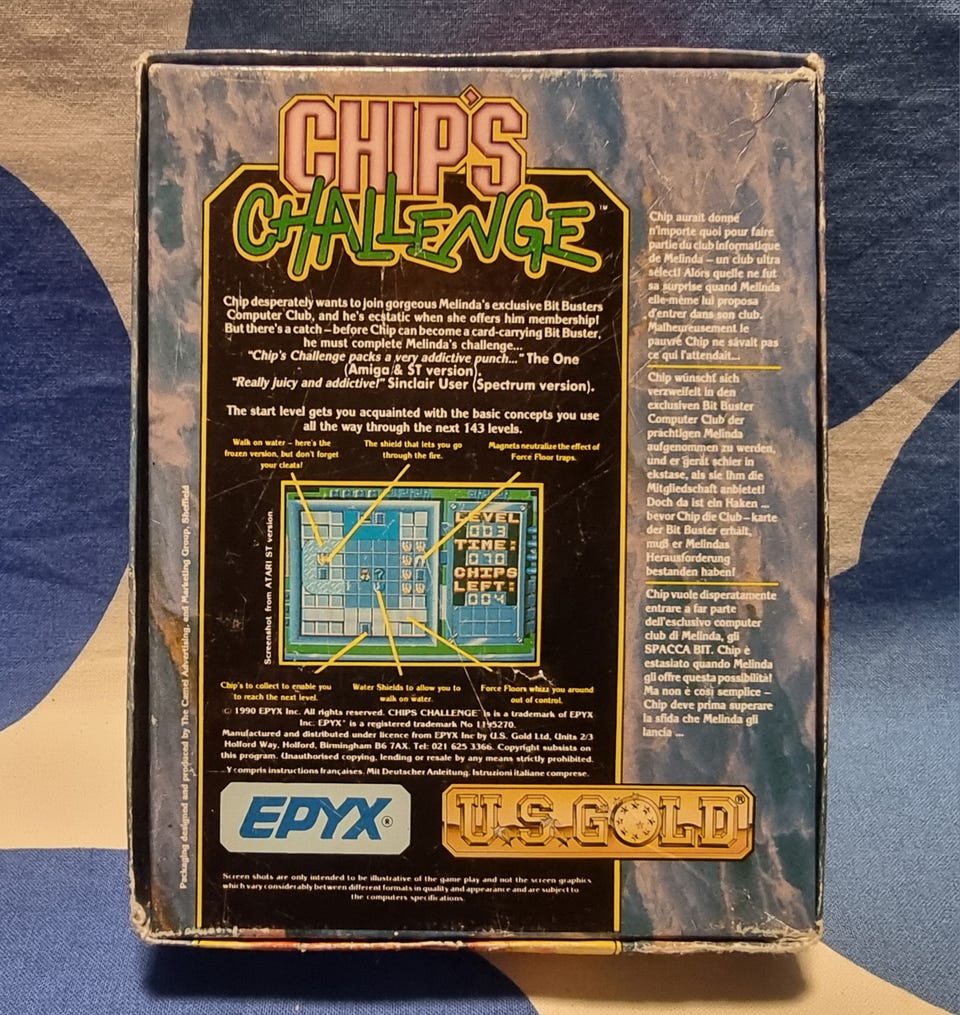 CHIP'S
CHALLENGE™
Chip desperately wants to join gorgeous Melinda's exclusive Bit Busters
Computer Club, and he's ecstatic when she offers him membership!
But there's a catch – before Chip can become a card-carrying Bit Buster,
he must complete Melinda's challenge...
"Chip's Challenge packs a very addictive punch..." The One
(Amiga & ST version).
"Really juicy and addictive!" Sinclair User (Spectrum version).
The start level gets you acquainted with the basic concepts you use
all the way through the next 143 levels.
Walk on water – here's the
frozen version, but don't forget
your cleats!
The shield that lets you go
through the fire.
Magnets neutralize the effect of
Force Floor traps.
Screenshot from ATARI ST version
LEVEL
003
TIME:
070
CHIPS
LEFT:
004
Chip's to collect to enable you
to reach the next level.
Water Shields to allow you to
walk on water.
Force Floors whizz you around
out of control.
© 1990 EPYX Inc. All rights reserved. CHIPS CHALLENGE™ is is a trademark of EPYX
Inc. EPYX® is a registered trademark No 1195270.
Manufactured and distributed under licence from EPYX Inc by U.S. Gold Ltd, Units 2/3
Holford Way, Holford, Birmingham B6 7AX. Tel: 021 625 3366. Copyright subsists on
this program. Unauthorised copying, lending or resale by any means strictly prohibited.
Y compris instructions françaises. Mit Deutscher Anleitung. Istruzioni italiane comprese.
EPYX®
U.S. GOLD®
Screen shots are only intended to be illustrative of the game play and not the screen graphics
which vary considerably between different formats in quality and appearance and are subject to
the computers specifications.
Packaging designed and produced by The Camel Advertising, and Marketing Group, Sheffield
Chip aurait donné
n'importe quoi pour faire
partie du club informatique
de Melinda – un club ultra
sélect! Alors quelle ne fut
sa surprise quand Melinda
elle-même lui proposa
d'entrer dans son club.
Malheureusement le
pauvre Chip ne savait pas
ce qui l'attendait...
Chip wünscht sich
verzweifelt in den
exclusiven Bit Buster
Computer Club der
prächtigen Melinda
aufgenommen zu werden,
und er gerät schier in
ekstase, als sie ihm die
Mitgliedschaft anbietet!
Doch da ist ein Haken ...
bevor Chip die Club – karte
der Bit Buster erhält,
muß er Melindas
Herausforderung
bestanden haben!
Chip vuole disperatamente
entrare a far parte
dell'esclusivo computer
club di Melinda, gli
SPACCA BIT. Chip è
estasiato quando Melinda
gli offre questa possibilità!
Ma non è così semplice –
Chip deve prima superare
la sfida che Melinda gli
lancia ...